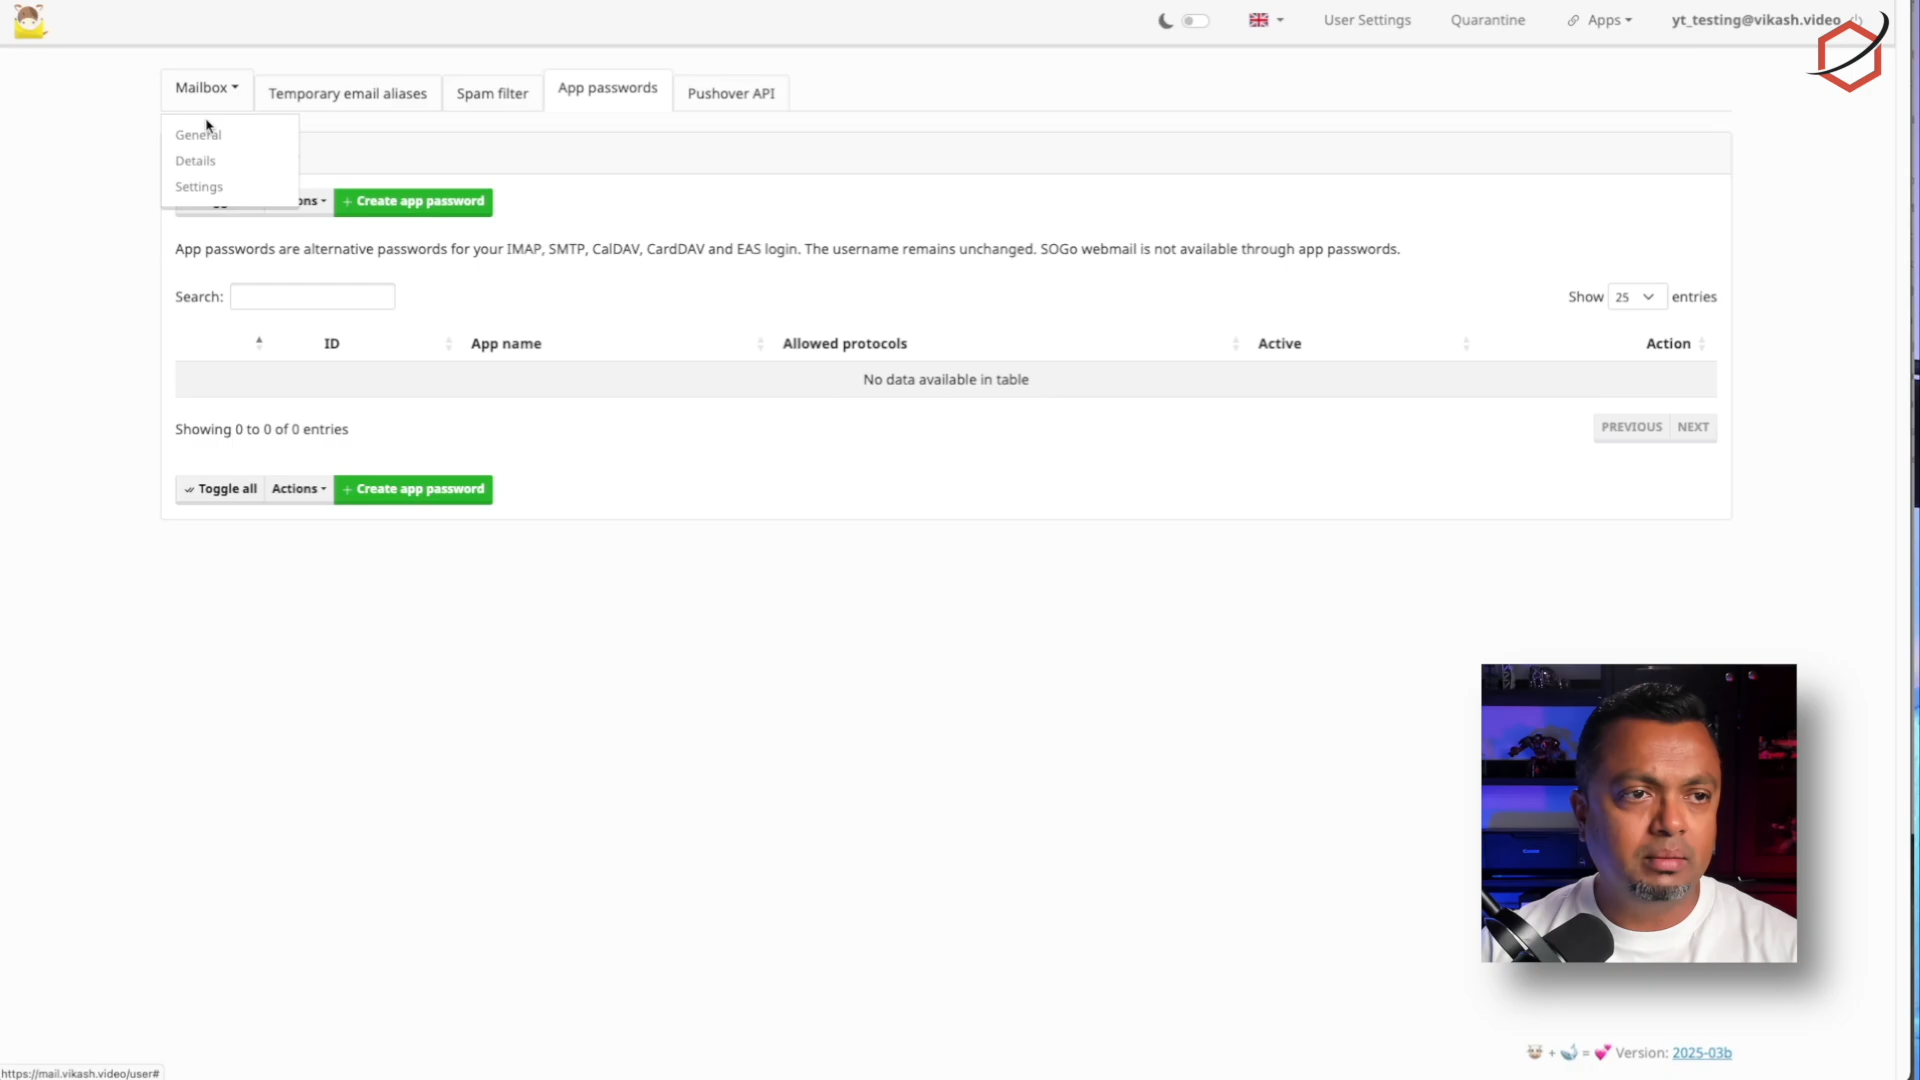 User Settings
Quarantine
Apps
yt_testing@vikash.video
Mailbox
Temporary email aliases
Spam filter
App passwords
Pushover API
General
Details
Settings
ons
+ Create app password
App passwords are alternative passwords for your IMAP, SMTP, CalDAV, CardDAV and EAS login. The username remains unchanged. SOGo webmail is not available through app passwords.
Search:
Show 25 entries
ID
App name
Allowed protocols
Active
Action
No data available in table
Showing 0 to 0 of 0 entries
PREVIOUS
NEXT
Toggle all
Actions
+ Create app password
+ = Version: 2025-03b
https://mail.vikash.video/user#